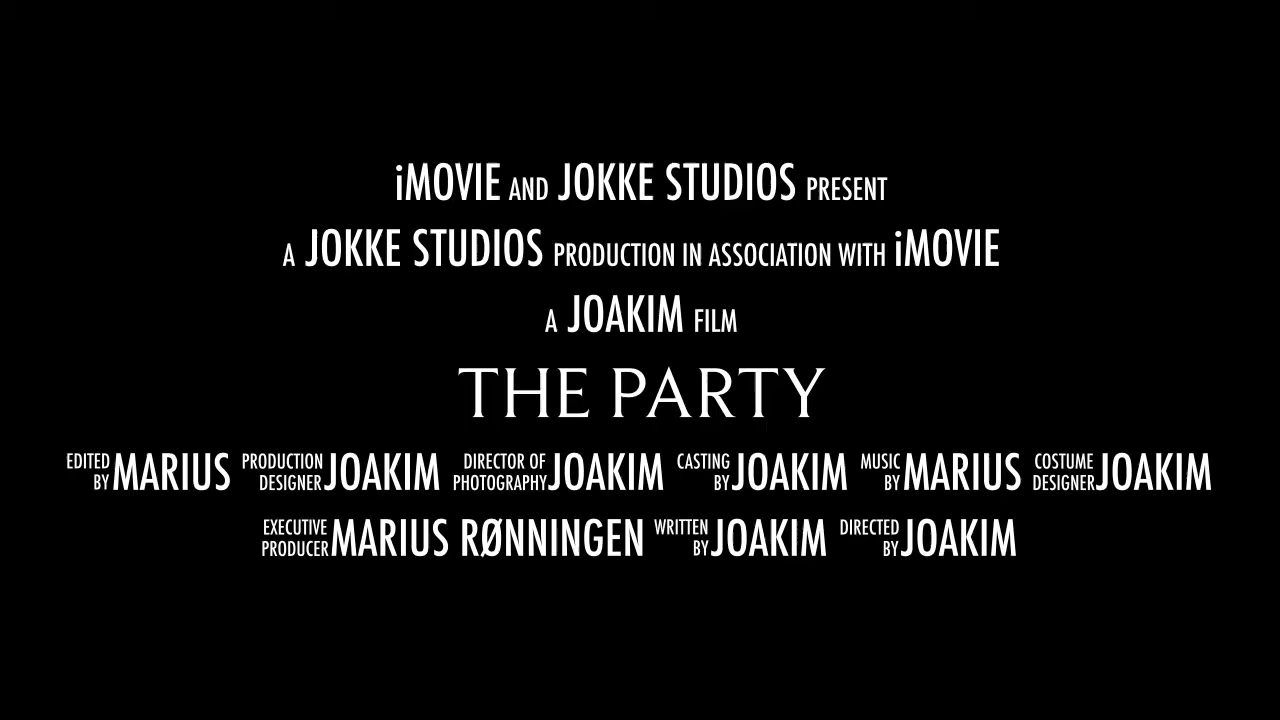 iMOVIE AND JOKKE STUDIOS PRESENT
A JOKKE STUDIOS PRODUCTION IN ASSOCIATION WITH iMOVIE
A JOAKIM FILM
THE PARTY
EDITED BY MARIUS PRODUCTION DESIGNER JOAKIM DIRECTOR OF PHOTOGRAPHY JOAKIM CASTING BY JOAKIM MUSIC BY MARIUS COSTUME DESIGNER JOAKIM
EXECUTIVE PRODUCER MARIUS RØNNINGEN WRITTEN BY JOAKIM DIRECTED BY JOAKIM